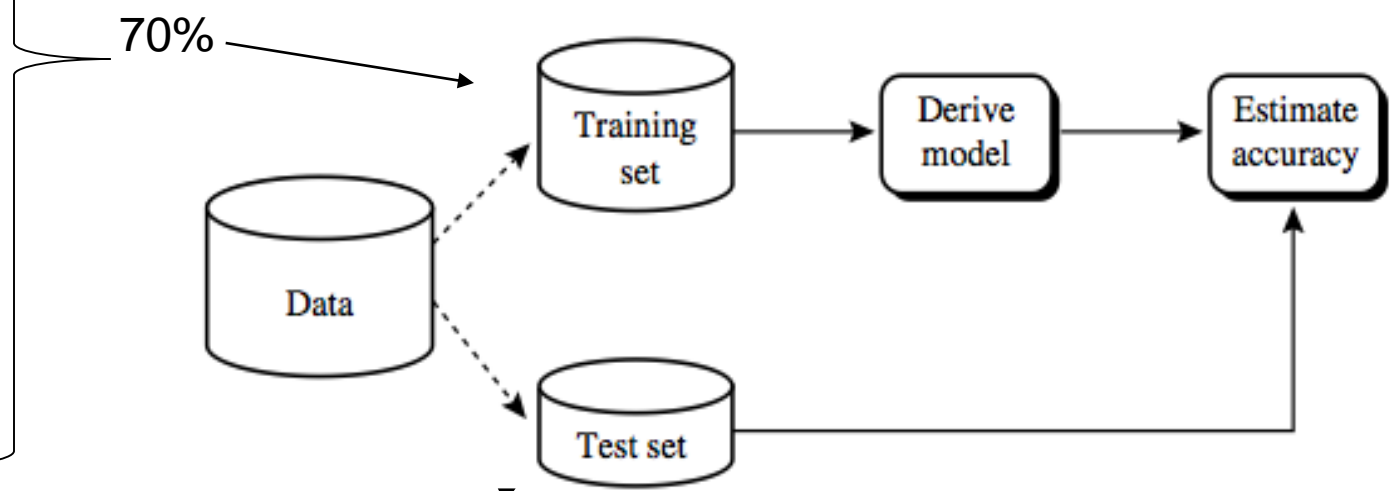 70%
Training
set
Derive
model
Estimate
accuracy
Data
Test set